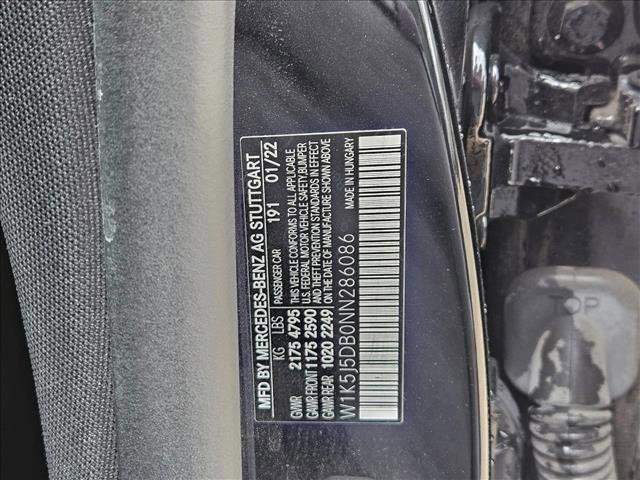 MFD BY MERCEDES-BENZ AG STUTTGART
PASSENGER CAR 191 01/22
KG LBS
GVWR 2175 4795
GAWR FRONT 1175 2590
GAWR REAR 1020 2249
THIS VEHICLE CONFORMS TO ALL APPLICABLE
U.S. FEDERAL MOTOR VEHICLE SAFETY, BUMPER
AND THEFT PREVENTION STANDARDS IN EFFECT
ON THE DATE OF MANUFACTURE SHOWN ABOVE
MADE IN HUNGARY
W1K5J5DB0NN286086
TOP